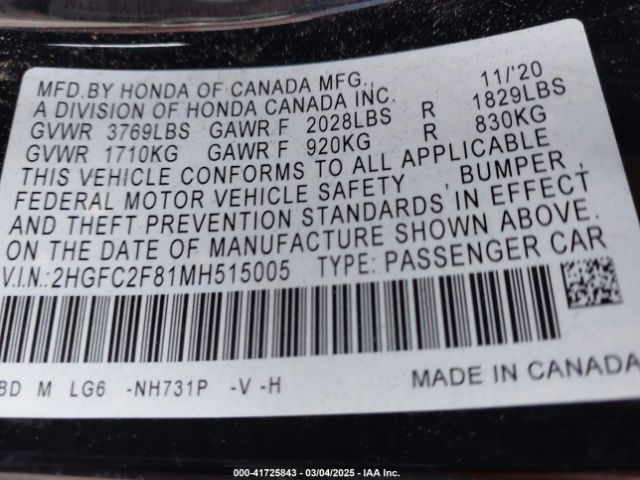 MFD.BY HONDA OF CANADA MFG., 11/'20
A DIVISION OF HONDA CANADA INC.
GVWR 3769LBS GAWR F 2028LBS R 1829LBS
GVWR 1710KG GAWR F 920KG R 830KG
THIS VEHICLE CONFORMS TO ALL APPLICABLE
FEDERAL MOTOR VEHICLE SAFETY , BUMPER ,
AND THEFT PREVENTION STANDARDS IN EFFECT
ON THE DATE OF MANUFACTURE SHOWN ABOVE.
V.I.N.:2HGFC2F81MH515005 TYPE: PASSENGER CAR
BD M LG6 -NH731P -V -H MADE IN CANADA
000-41725843 — 03/04/2025 — IAA Inc.